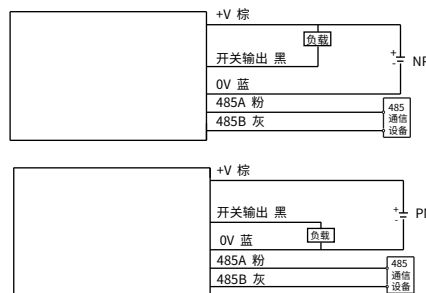 +V 棕
负载
开关输出 黑
+
-
NP
0V 蓝
485A 粉
485B 灰
485
通信
设备
+V 棕
开关输出 黑
+
-
负载
0V 蓝
485A 粉
485B 灰
485
通信
设备